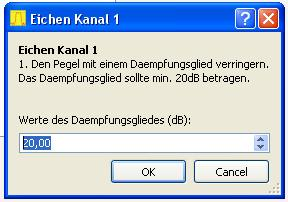 Eichen Kanal 1
Eichen Kanal 1
1. Den Pegel mit einem Daempfungsglied verringern.
Das Daempfungsglied sollte min. 20dB betragen.
Werte des Daempfungsgliedes (dB):
20,00
OK
Cancel